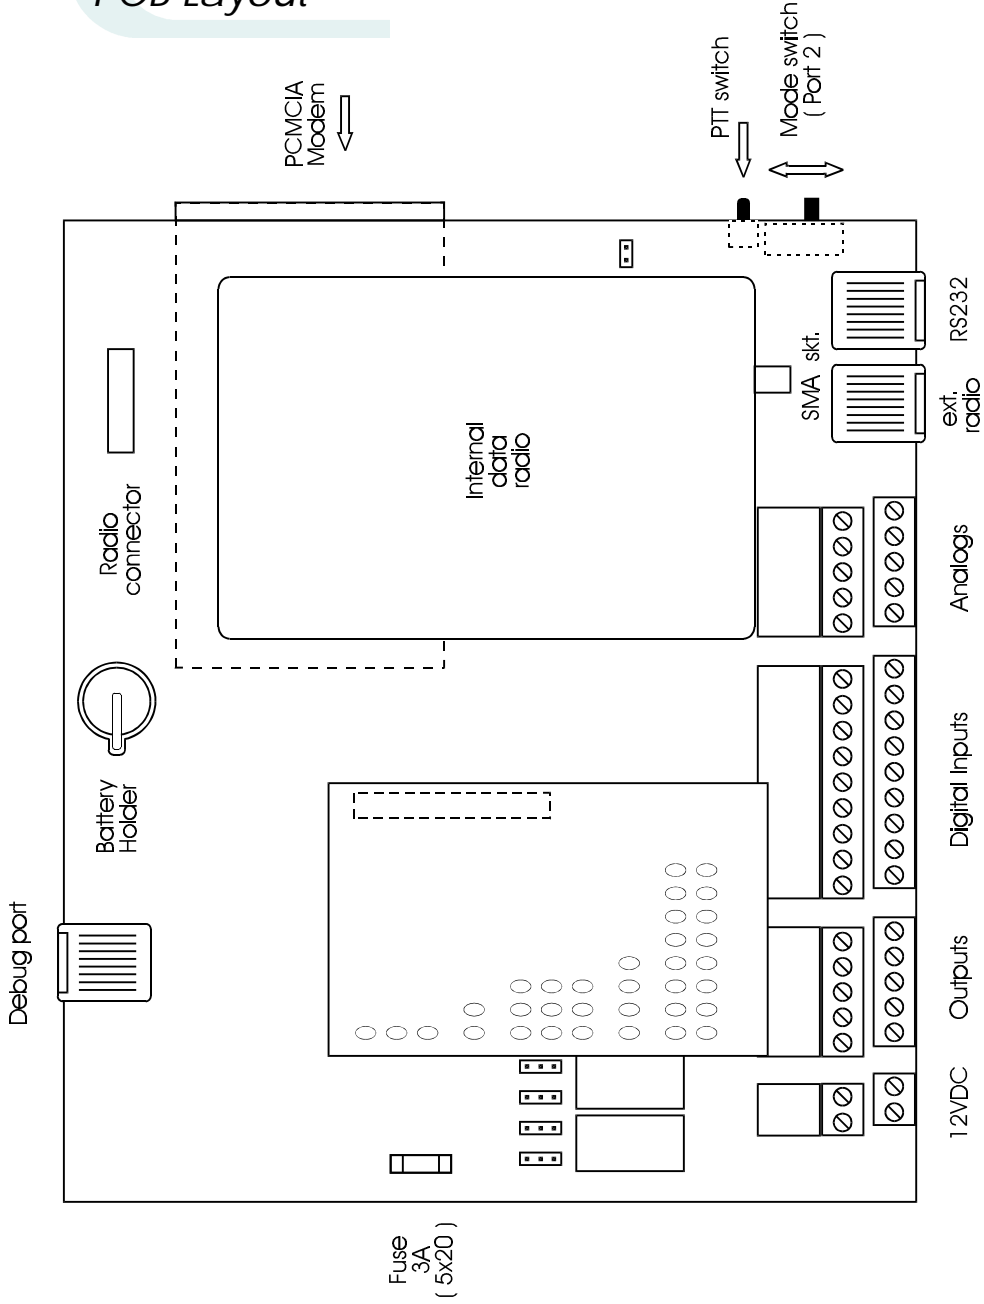 PCB Layout
PCMCIA
Modem
PTT switch
Mode switch
( Port 2 )
RS232
SMA skt.
ext.
radio
Internal
data
radio
Radio
connector
Analogs
Battery
Holder
Digital Inputs
Debug port
Outputs
12VDC
Fuse
3A
( 5x20 )